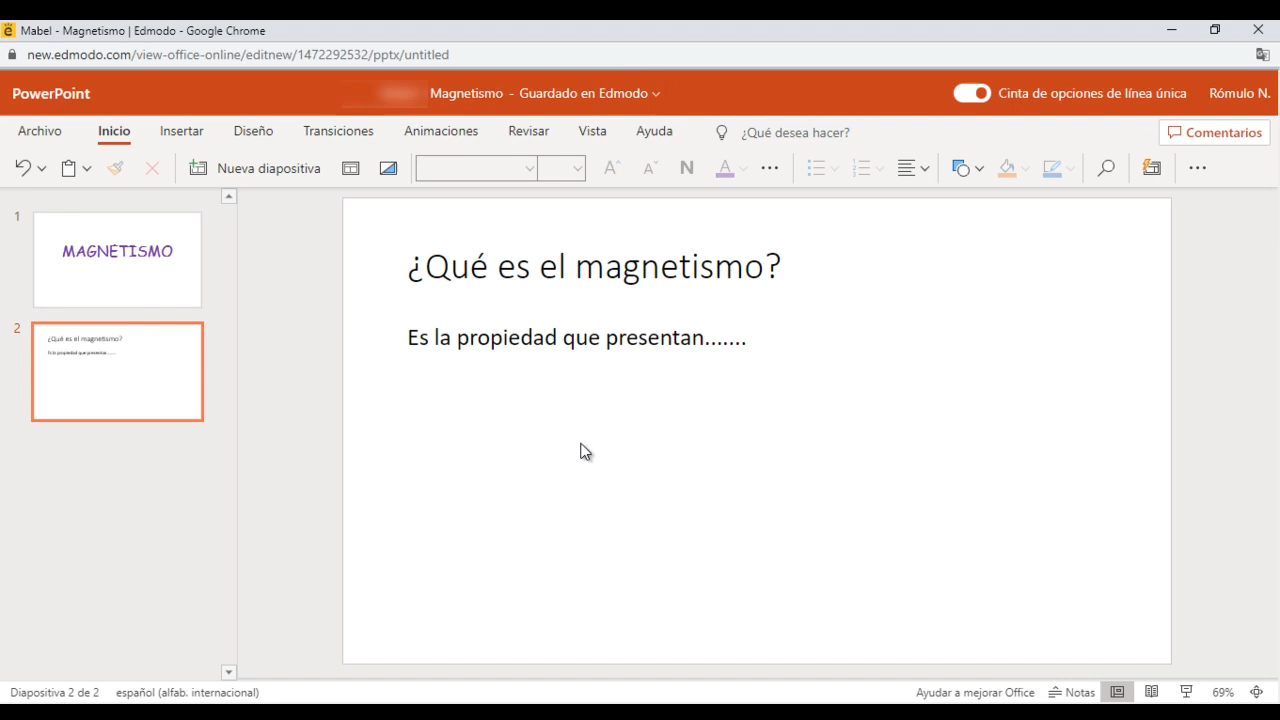 Mabel - Magnetismo | Edmodo - Google Chrome
new.edmodo.com/view-office-online/editnew/1472292532/pptx/untitled
PowerPoint
Magnetismo - Guardado en Edmodo
Cinta de opciones de línea única
Rómulo N.
Archivo Inicio Insertar Diseño Transiciones Animaciones Revisar Vista Ayuda ¿Qué desea hacer? Comentarios
Nueva diapositiva N A
1
MAGNETISMO
2
¿Qué es el magnetismo?
Es la propiedad que presentan.......
¿Qué es el magnetismo?
Es la propiedad que presentan.......
Diapositiva 2 de 2 español (alfab. internacional) Ayudar a mejorar Office Notas 69%